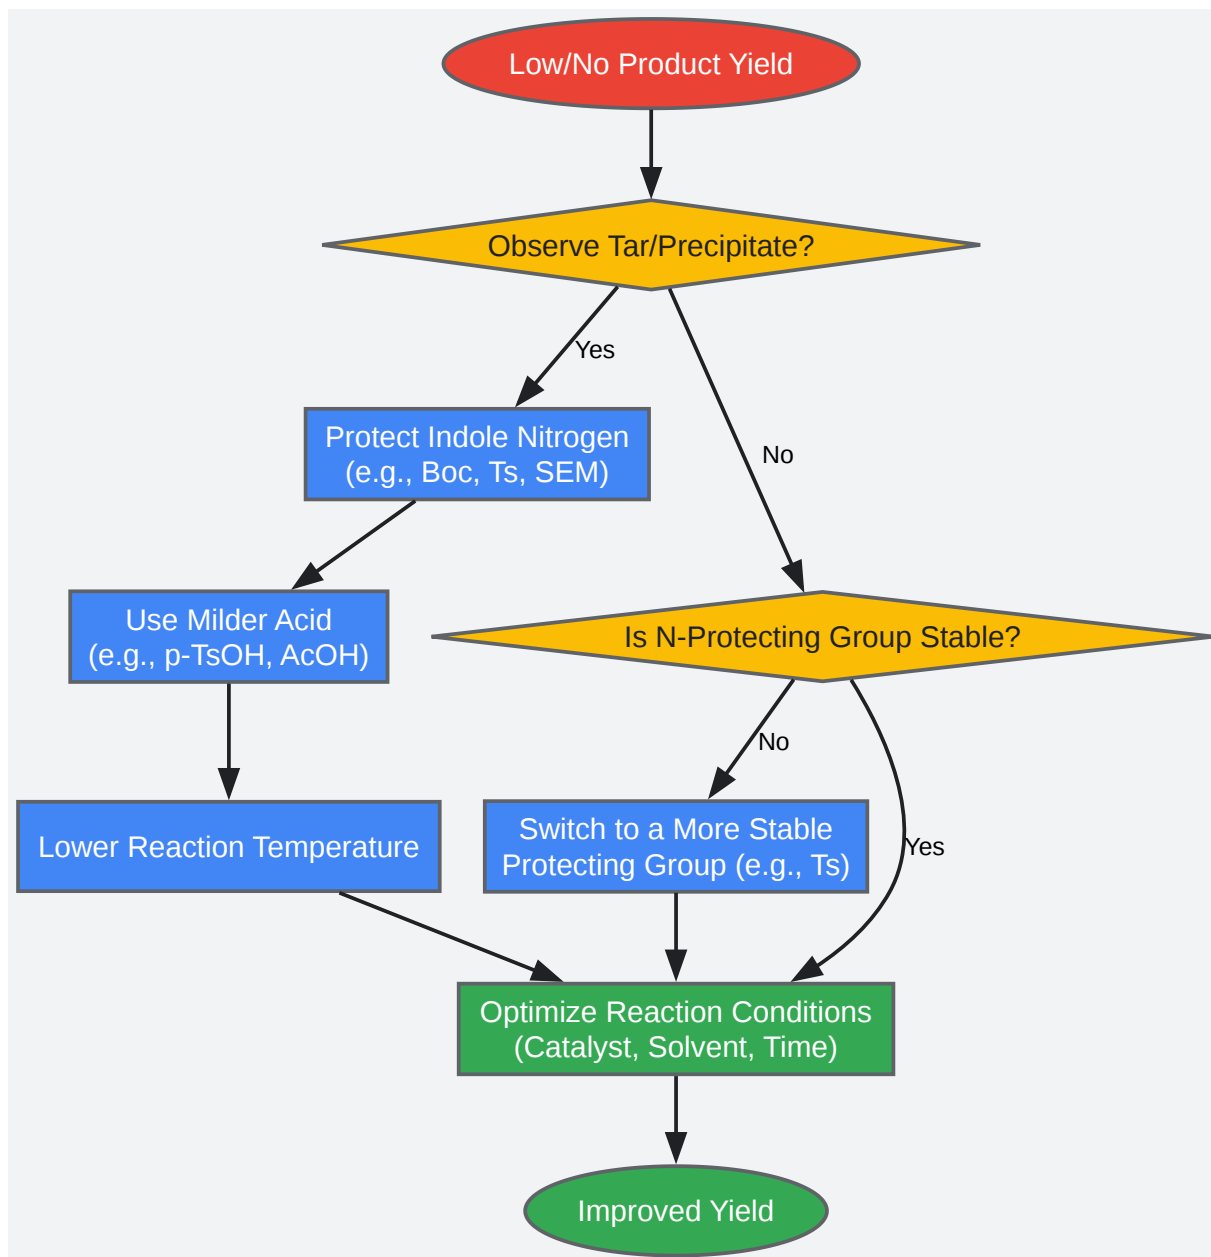 Low/No Product Yield
Observe Tar/Precipitate?
Yes
Protect Indole Nitrogen
(e.g., Boc, Ts, SEM)
No
Use Milder Acid
(e.g., p-TsOH, AcOH)
Is N-Protecting Group Stable?
No
Lower Reaction Temperature
Switch to a More Stable
Protecting Group (e.g., Ts)
Yes
Optimize Reaction Conditions
(Catalyst, Solvent, Time)
Improved Yield